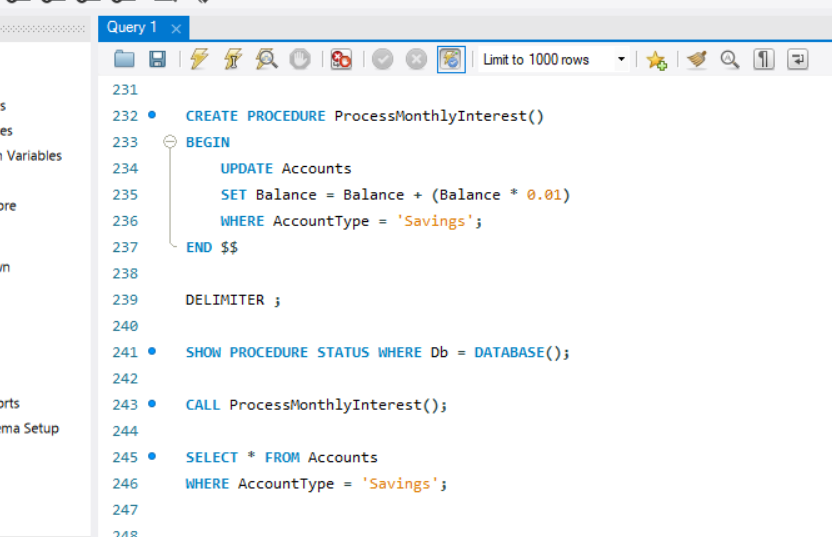 Query 1
Limit to 1000 rows
s
es
n Variables
ore
wn
orts
ema Setup
231
232 CREATE PROCEDURE ProcessMonthlyInterest()
233 BEGIN
234 UPDATE Accounts
235 SET Balance = Balance + (Balance * 0.01)
236 WHERE AccountType = 'Savings';
237 END $$
238
239 DELIMITER ;
240
241 SHOW PROCEDURE STATUS WHERE Db = DATABASE();
242
243 CALL ProcessMonthlyInterest();
244
245 SELECT * FROM Accounts
246 WHERE AccountType = 'Savings';
247
248